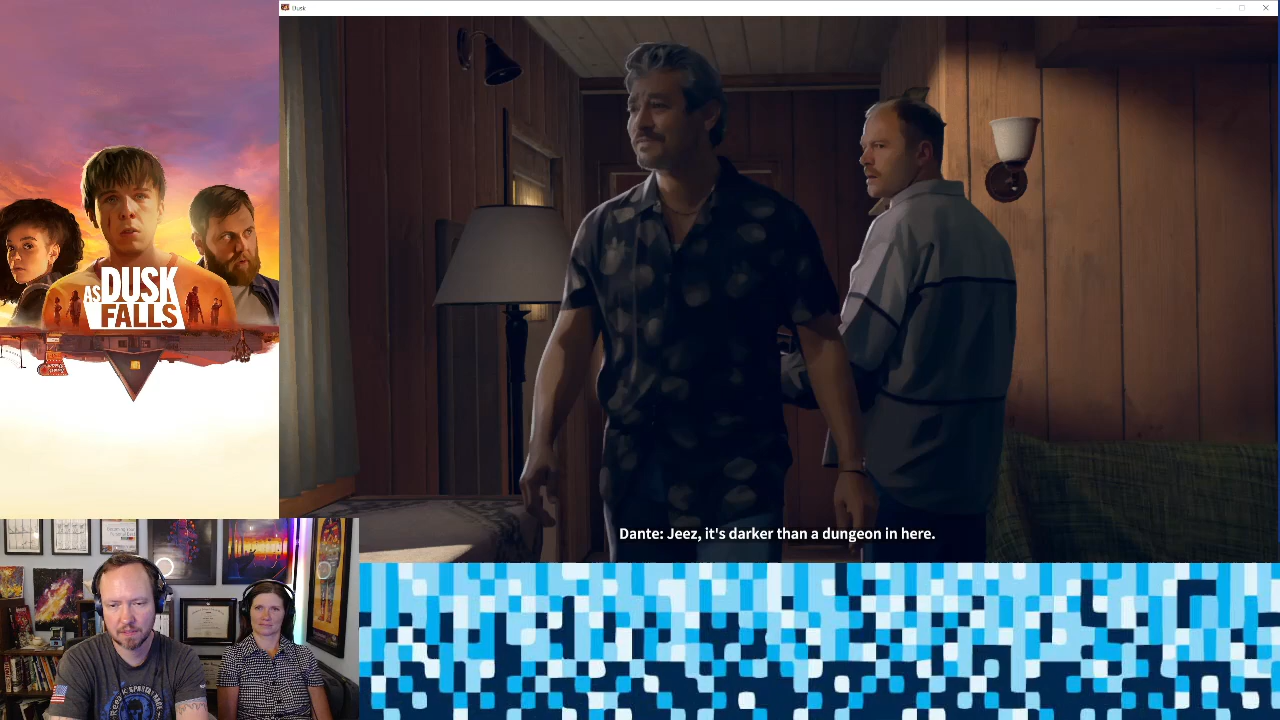 Dusk
AS DUSK
FALLS
Dante: Jeez, it's darker than a dungeon in here.